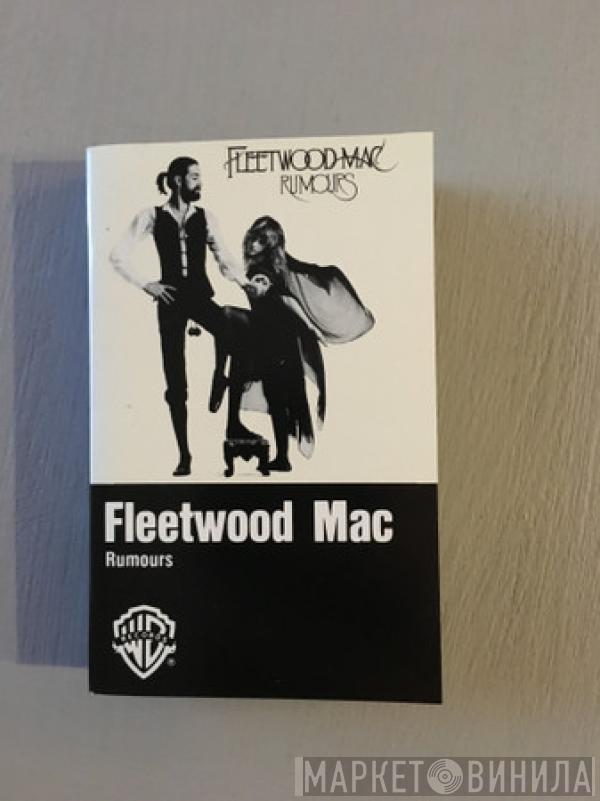 FLEETWOOD MAC
RUMOURS
Fleetwood Mac
Rumours
WB
RECORDS
®
МАРКЕТ ВИНИЛА